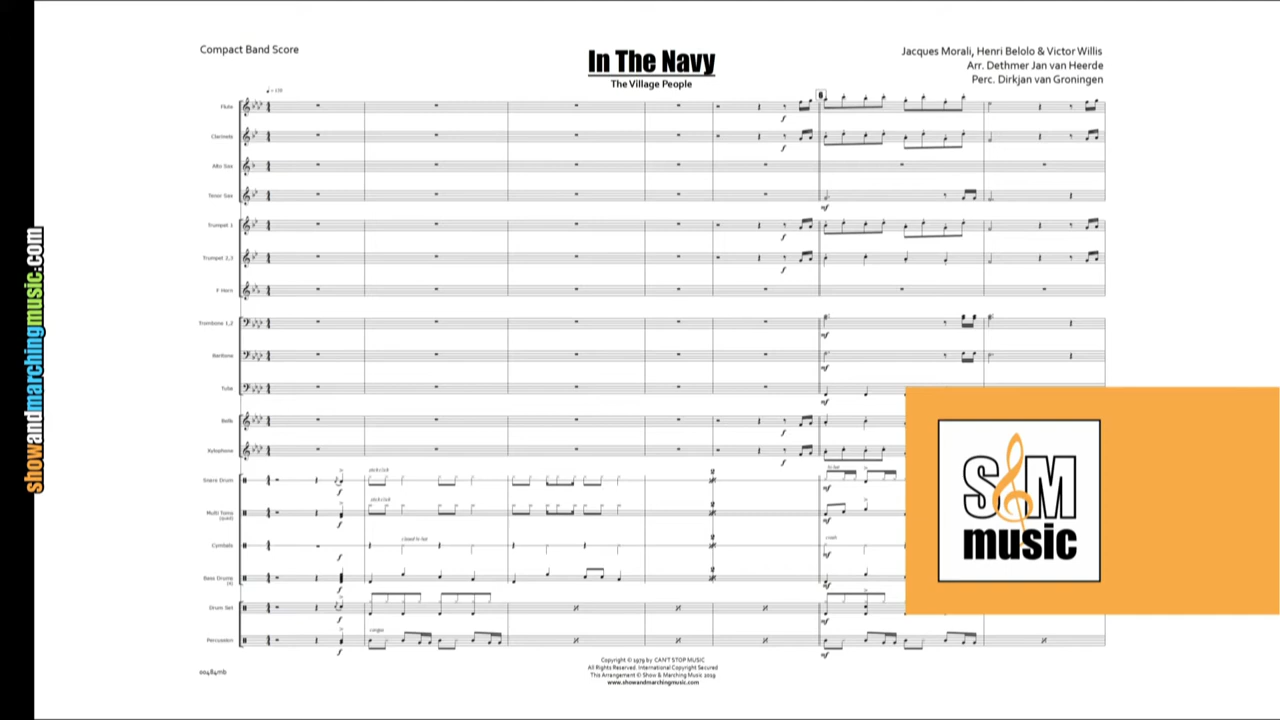 Compact Band Score
In The Navy
The Village People
Jacques Morali, Henri Belolo & Victor Willis
Arr. Dethmer Jan van Heerde
Perc. Dirkjan van Groningen
6
Flute
Clarinets
Alto Sax
Tenor Sax
Trumpet 1
Trumpet 2,3
F Horn
Trombone 1,2
Baritone
Tuba
Bells
Xylophone
Snare Drum
Multi Toms
Cymbals
Bass Drums
Drum Set
Percussion
f
mf
showandmarchingmusic.com
S&M
music
00484mb
Copyright © 1979 by CAN'T STOP MUSIC
All Rights Reserved. International Copyright Secured
This Arrangement © Show & Marching Music 2019
www.showandmarchingmusic.com